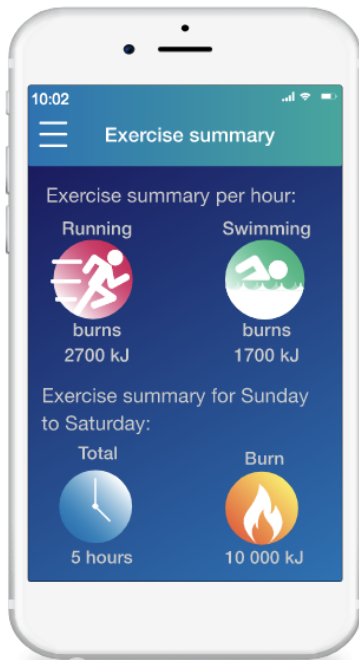 10:02
Exercise summary
Exercise summary per hour:
Running
Swimming
burns
burns
2700 kJ
1700 kJ
Exercise summary for Sunday
to Saturday:
Total
Burn
5 hours
10 000 kJ